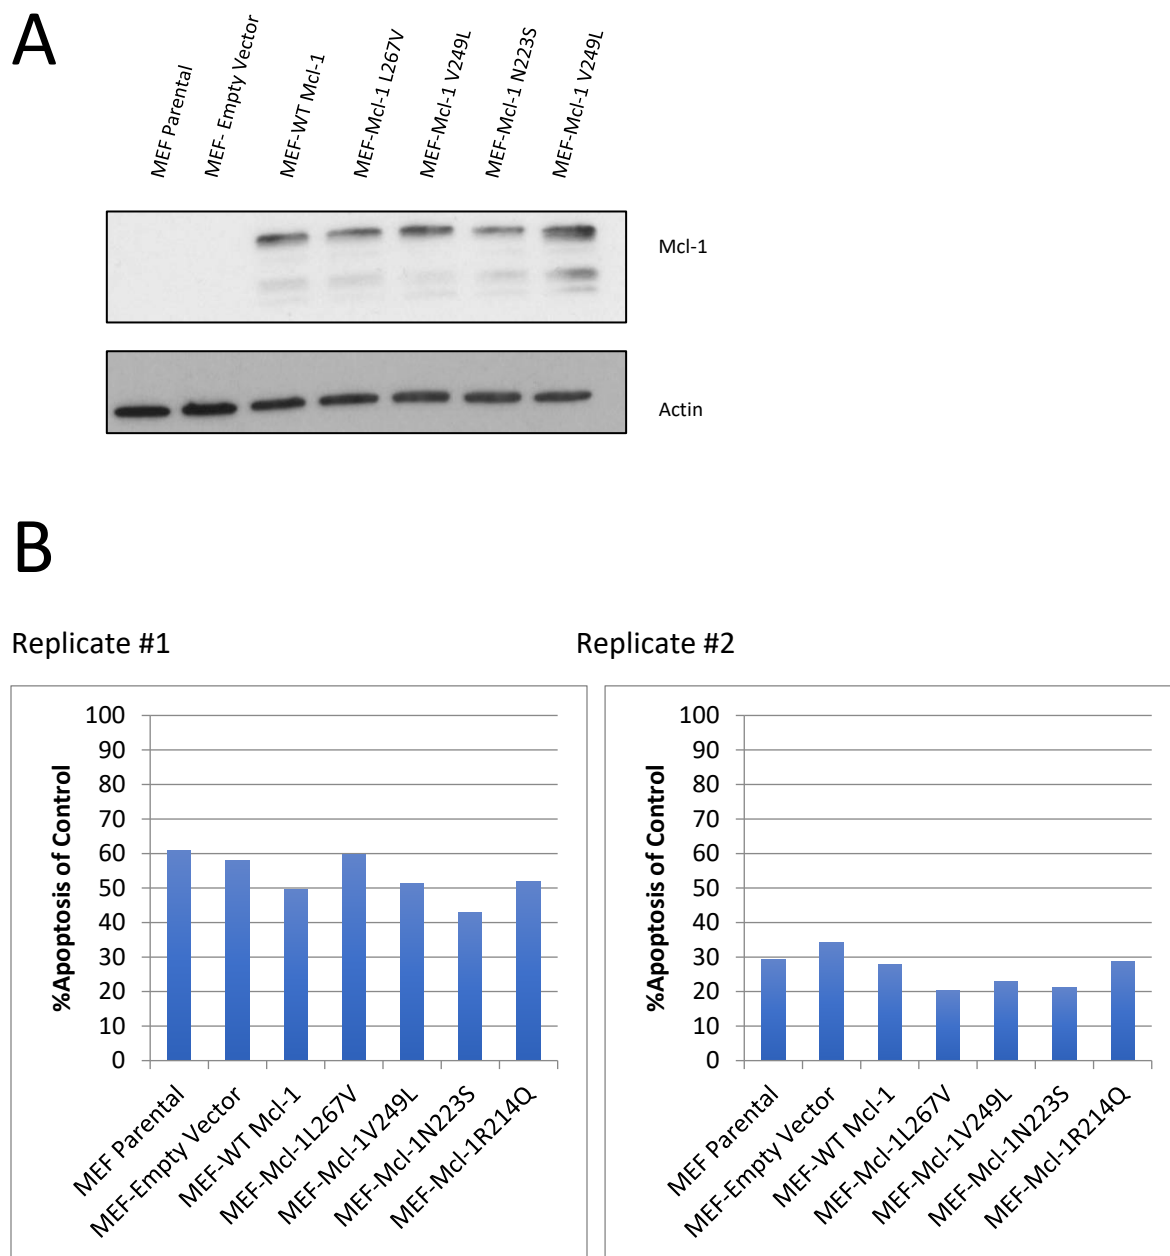 A
MEF Parental
MEF- Empty Vector
MEF-WT Mcl-1
MEF-Mcl-1 L267V
MEF-Mcl-1 V249L
MEF-Mcl-1 N223S
MEF-Mcl-1 V249L
Mcl-1
Actin
B
Replicate #1
%Apoptosis of Control
100
90
80
70
60
50
40
30
20
10
0
MEF Parental
MEF-Empty Vector
MEF-WT Mcl-1
MEF-Mcl-1L267V
MEF-Mcl-1V249L
MEF-Mcl-1N223S
MEF-Mcl-1R214Q
Replicate #2
%Apoptosis of Control
100
90
80
70
60
50
40
30
20
10
0
MEF Parental
MEF-Empty Vector
MEF-WT Mcl-1
MEF-Mcl-1L267V
MEF-Mcl-1V249L
MEF-Mcl-1N223S
MEF-Mcl-1R214Q